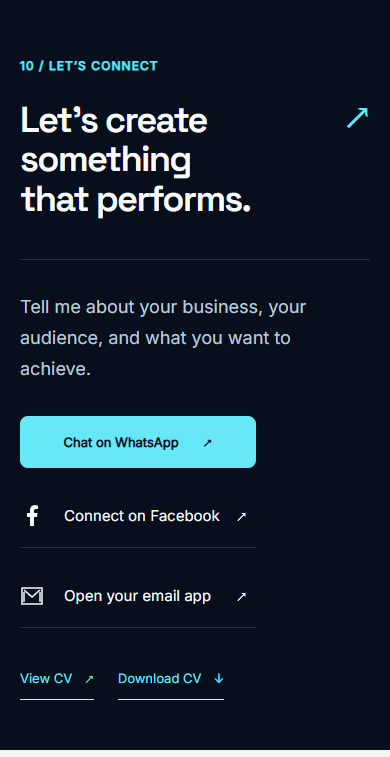 10 / LET’S CONNECT
Let’s create
something
that performs.
↗
Tell me about your business, your
audience, and what you want to
achieve.
Chat on WhatsApp ↗
Connect on Facebook ↗
Open your email app ↗
View CV ↗ Download CV ↓